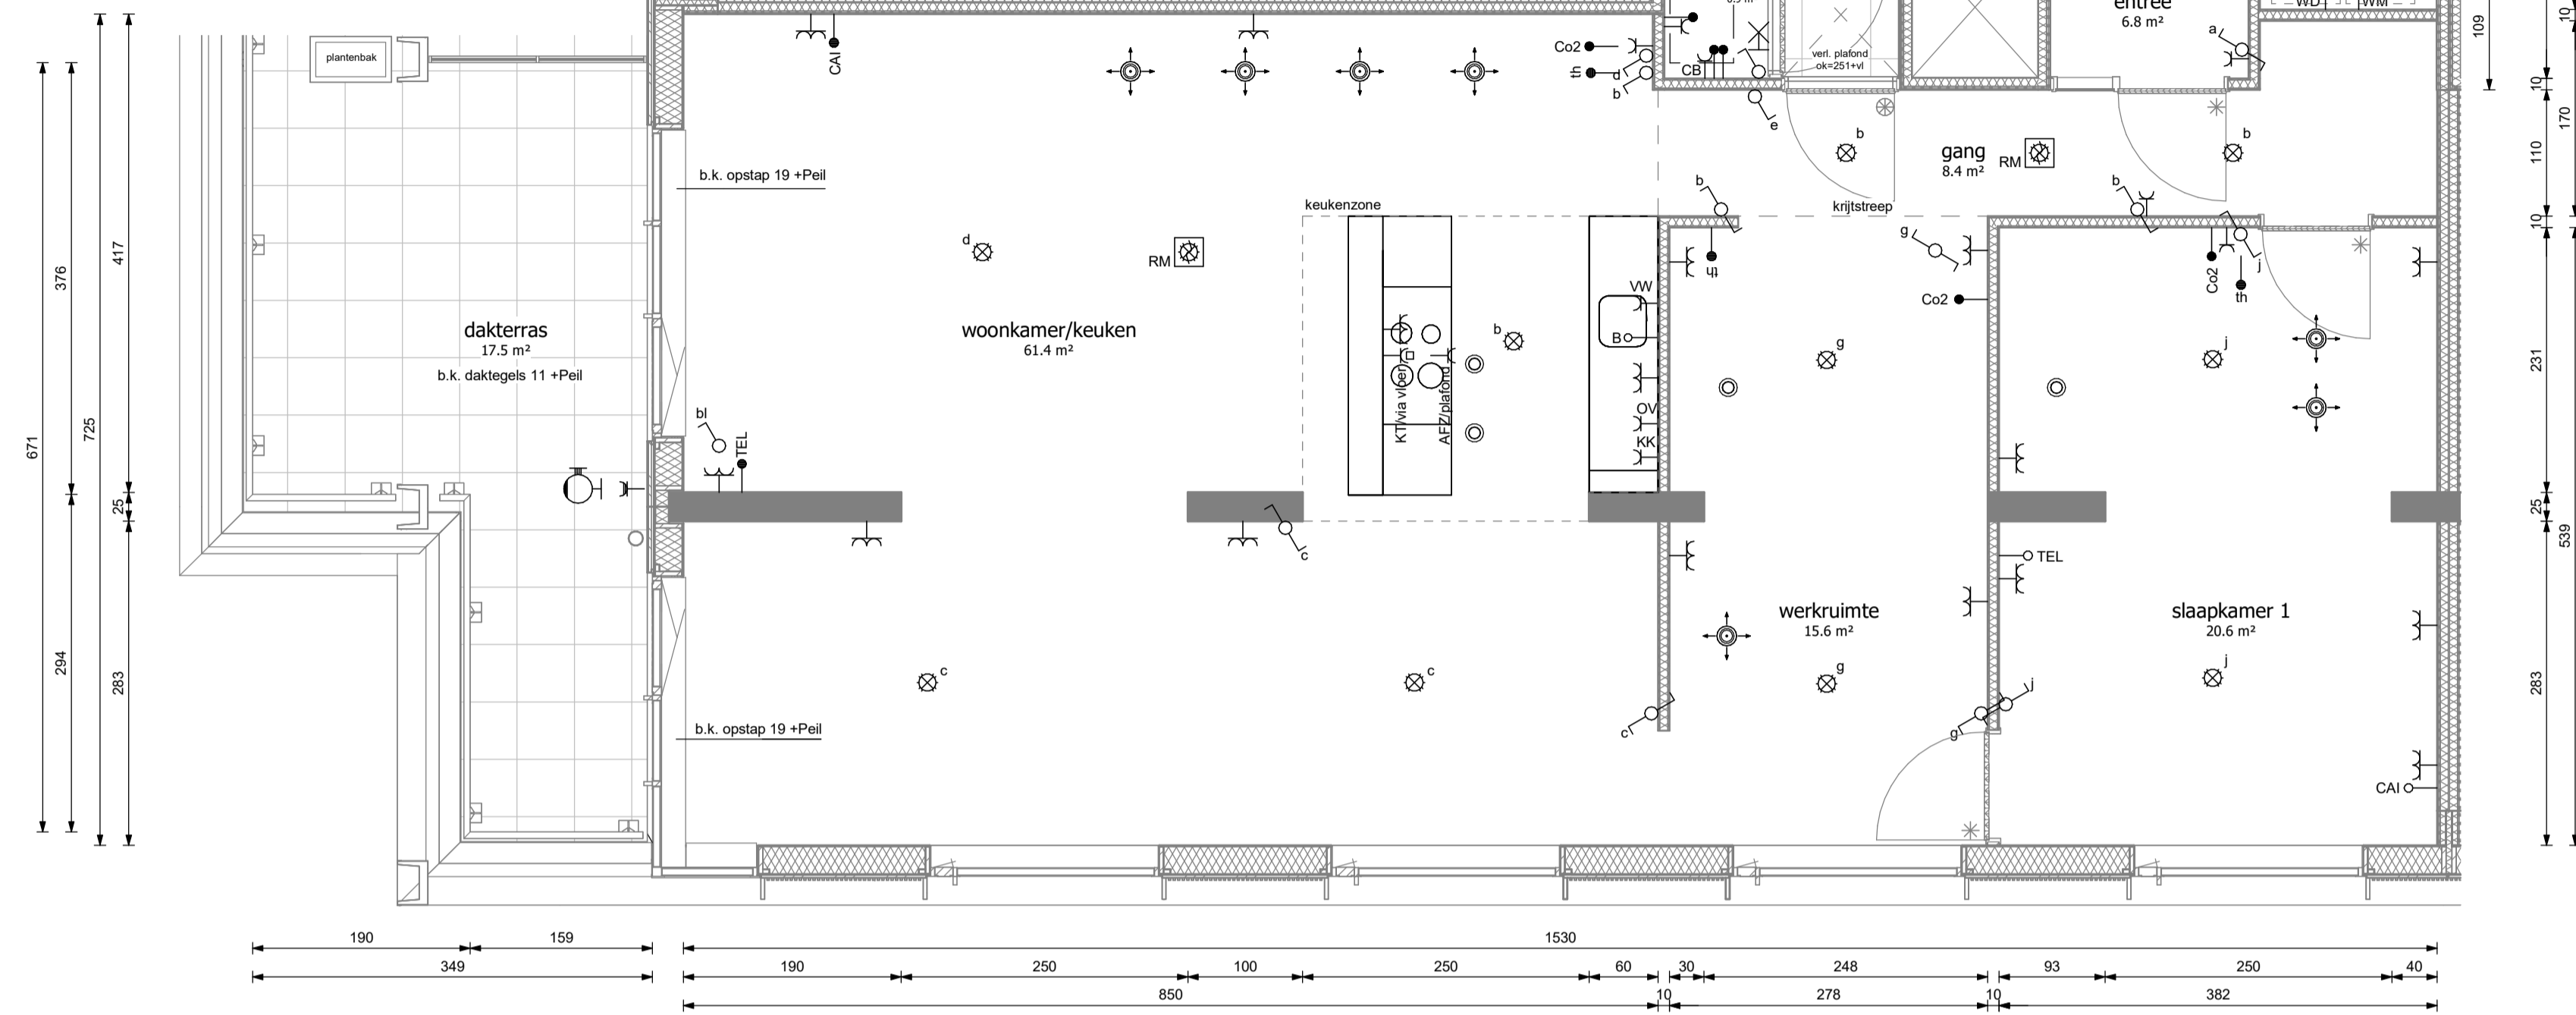 WD
WM
entree
6.8 m²
plantenbak
CAI
Co2
th
d
b
CB
verl. plafond
ok=251+vl
e
a
109
10
10
170
110
10
b
gang
8.4 m²
RM
b
b.k. opstap 19 +Peil
keukenzone
b
krijtstreep
b
g
d
RM
th
Co2
Co2
th
j
417
376
VW
dakterras
17.5 m²
b.k. daktegels 11 +Peil
woonkamer/keuken
61.4 m²
b
B
g
j
231
KT/via vloer
AFZ/plafond
OV
KK
bl
TEL
725
671
25
25
539
c
TEL
werkruimte
15.6 m²
slaapkamer 1
20.6 m²
294
283
283
c
c
g
j
j
b.k. opstap 19 +Peil
c
g
CAI
190
159
1530
349
190
250
100
250
60
30
248
93
250
40
850
10
278
10
382